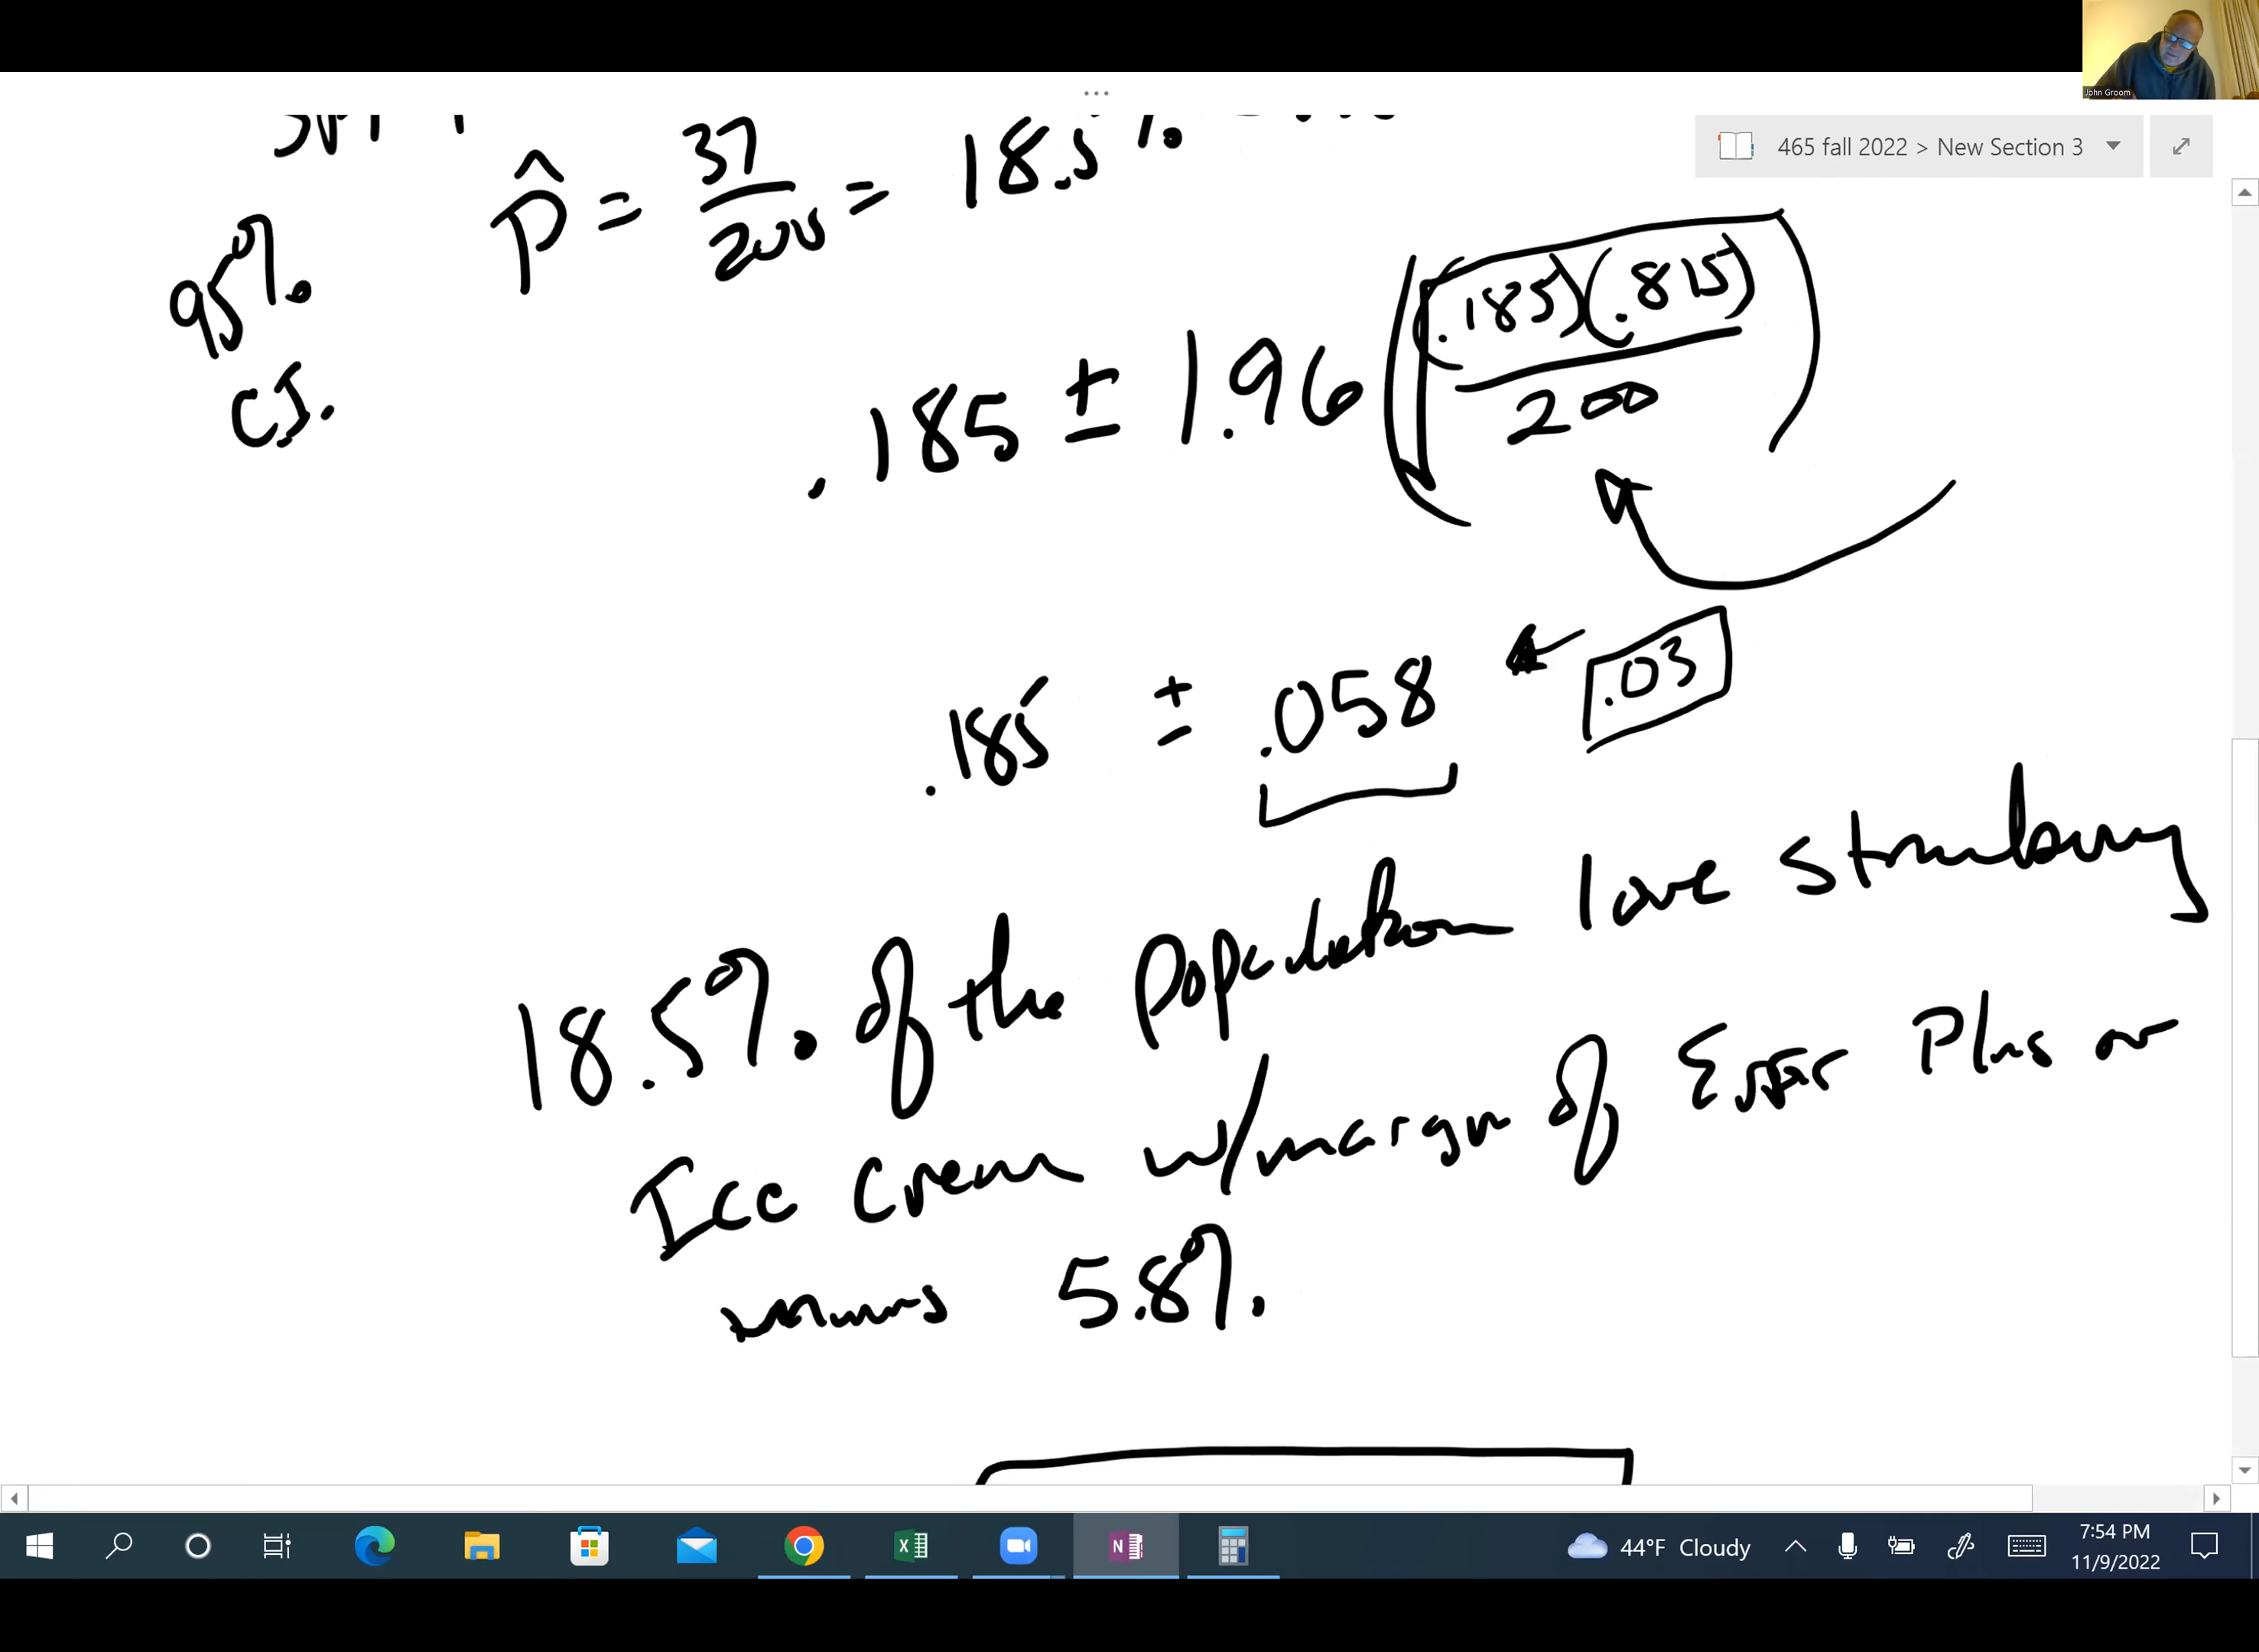 John Groom
465 fall 2022 > New Section 3
p̂ = 37/200 = 18.5%
95%
C.I.
.185 ± 1.96 (√(.185)(.815)/200)
.185 ± .058
.03
18.5% of the Population love strawberry
Ice Cream w/margin of Error Plus or
minus 5.8%.
44°F Cloudy
7:54 PM
11/9/2022